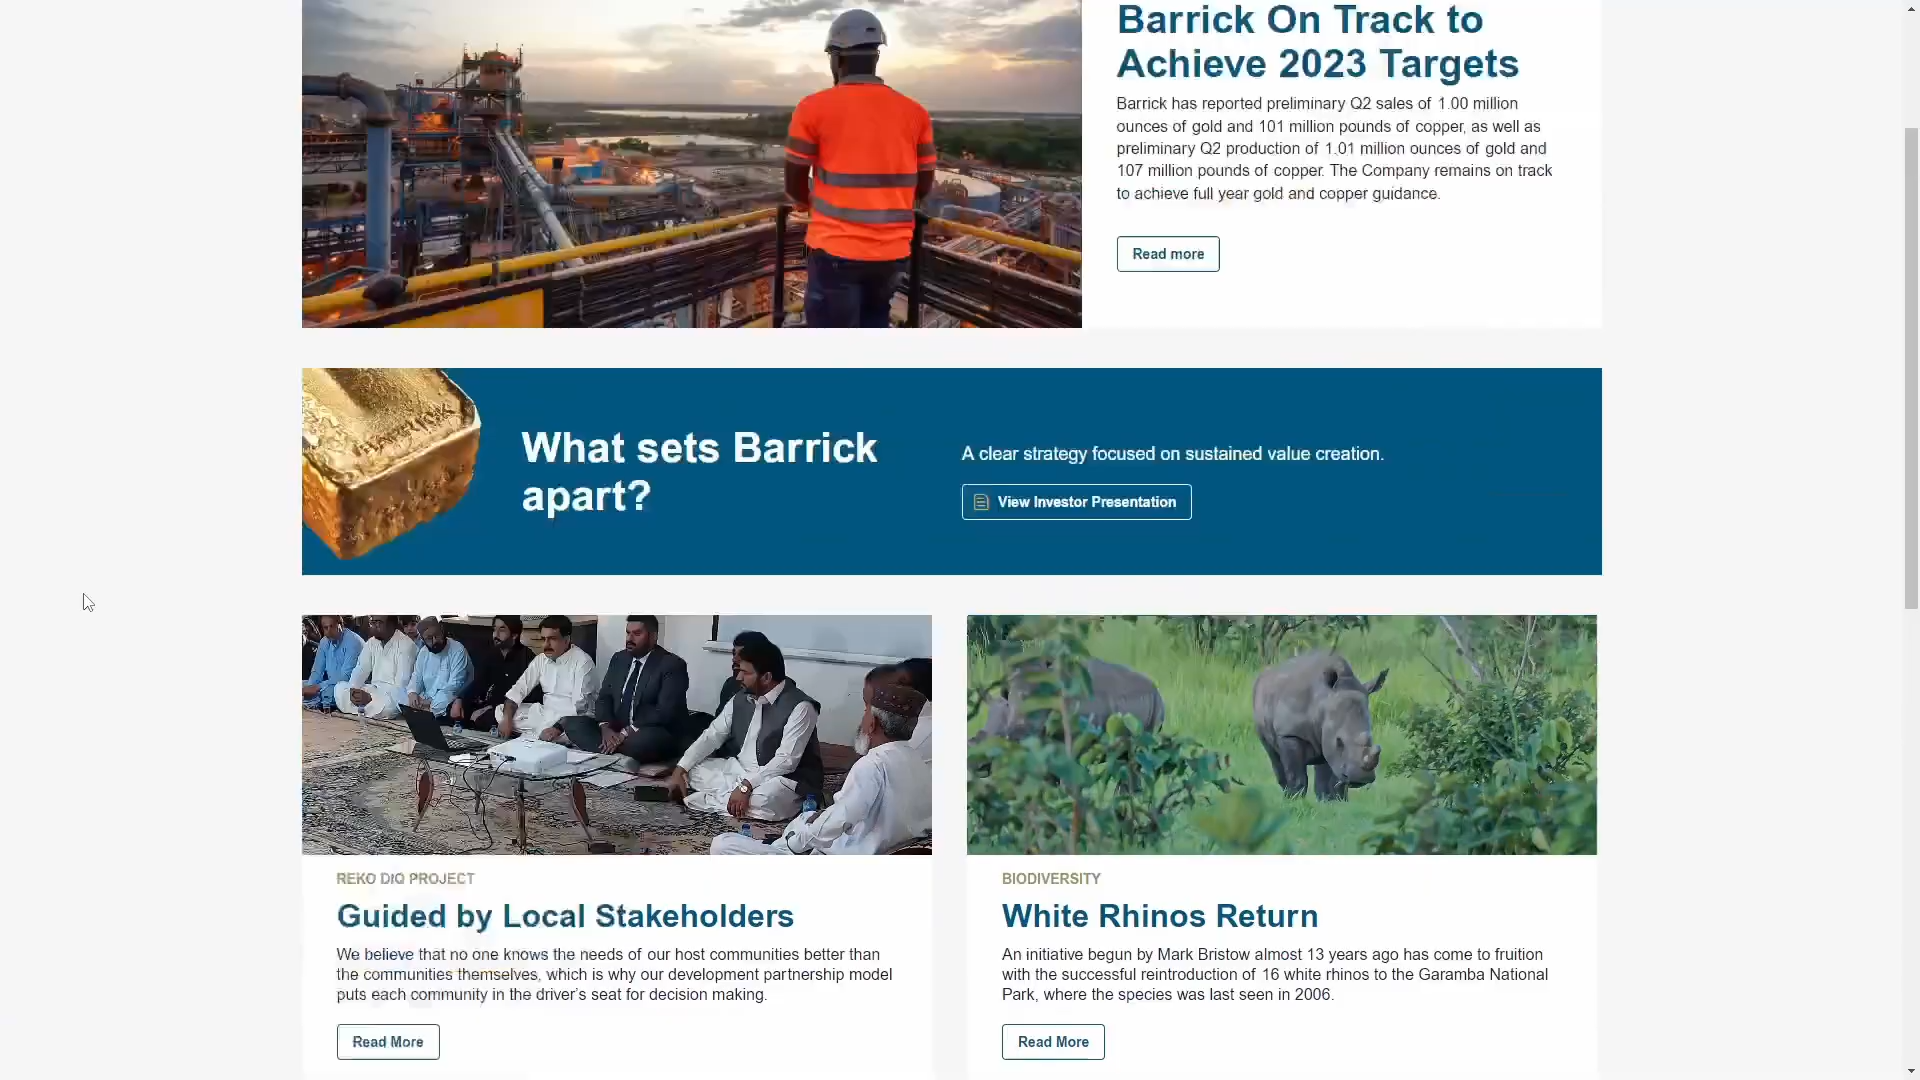 Barrick On Track to
Achieve 2023 Targets
Barrick has reported preliminary Q2 sales of 1.00 million
ounces of gold and 101 million pounds of copper, as well as
preliminary Q2 production of 1.01 million ounces of gold and
107 million pounds of copper. The Company remains on track
to achieve full year gold and copper guidance.
Read more
BARRICK
What sets Barrick
apart?
A clear strategy focused on sustained value creation.
View Investor Presentation
REKO DIQ PROJECT
Guided by Local Stakeholders
We believe that no one knows the needs of our host communities better than
the communities themselves, which is why our development partnership model
puts each community in the driver's seat for decision making.
Read More
BIODIVERSITY
White Rhinos Return
An initiative begun by Mark Bristow almost 13 years ago has come to fruition
with the successful reintroduction of 16 white rhinos to the Garamba National
Park, where the species was last seen in 2006.
Read More